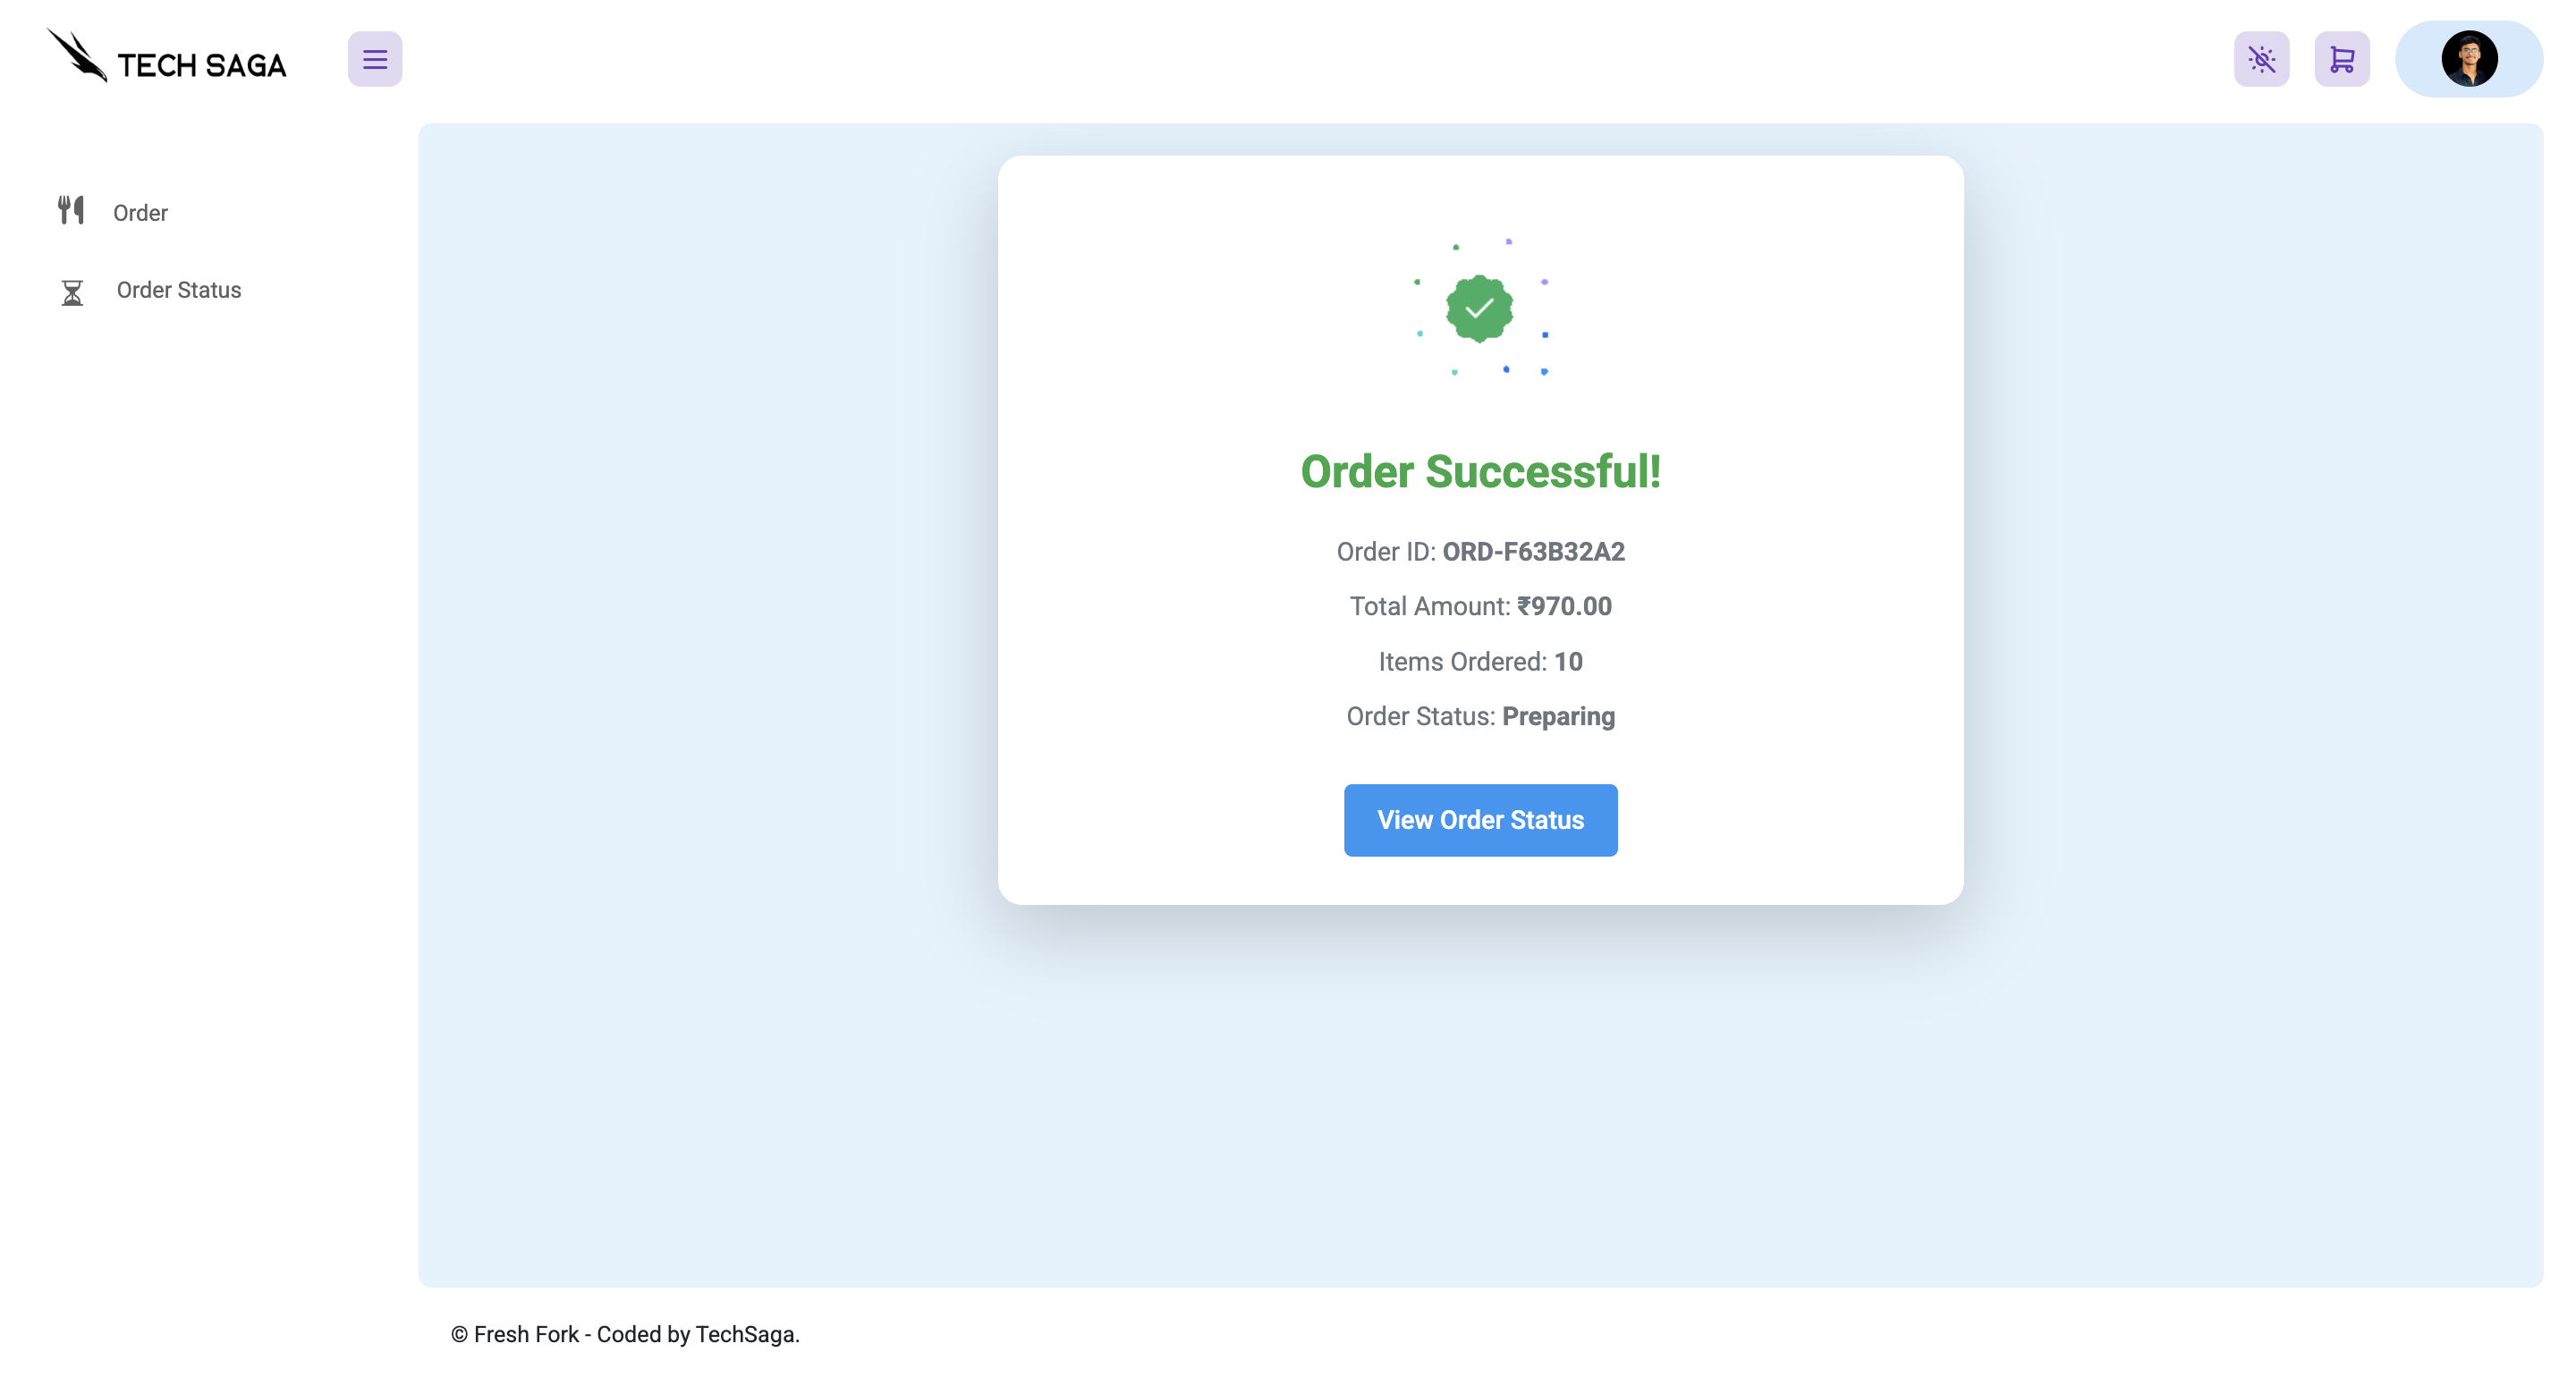 TECH SAGA
Order
Order Status
Order Successful!
Order ID: ORD-F63B32A2
Total Amount: ₹970.00
Items Ordered: 10
Order Status: Preparing
View Order Status
© Fresh Fork - Coded by TechSaga.